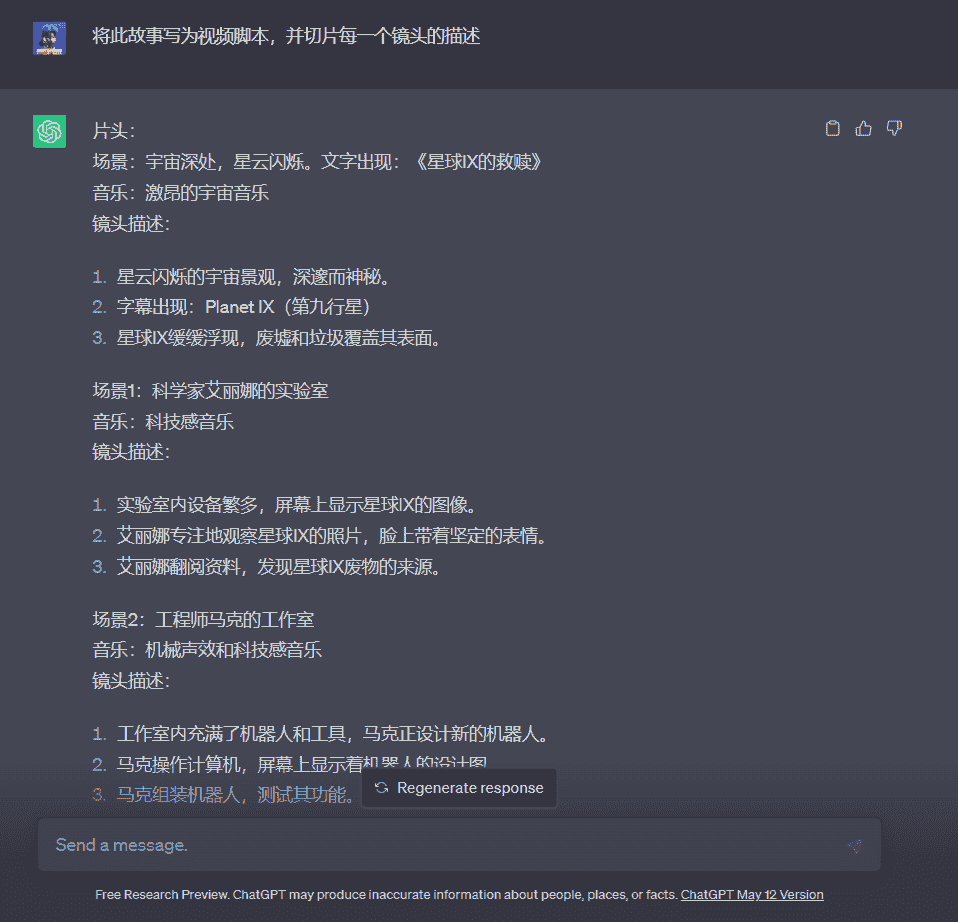 将此故事写为视频脚本，并切片每一个镜头的描述
片头：
场景：宇宙深处，星云闪烁。文字出现：《星球IX的救赎》
音乐：激昂的宇宙音乐
镜头描述：
1. 星云闪烁的宇宙景观，深邃而神秘。
2. 字幕出现：Planet IX（第九行星）
3. 星球IX缓缓浮现，废墟和垃圾覆盖其表面。
场景1：科学家艾丽娜的实验室
音乐：科技感音乐
镜头描述：
1. 实验室内设备繁多，屏幕上显示星球IX的图像。
2. 艾丽娜专注地观察星球IX的照片，脸上带着坚定的表情。
3. 艾丽娜翻阅资料，发现星球IX废物的来源。
场景2：工程师马克的工作室
音乐：机械声效和科技感音乐
镜头描述：
1. 工作室内充满了机器人和工具，马克正设计新的机器人。
2. 马克操作计算机，屏幕上显示着机器人的设计图
3. 马克组装机器人，测试其功能。
Regenerate response
Send a message.
Free Research Preview. ChatGPT may produce inaccurate information about people, places, or facts. ChatGPT May 12 Version